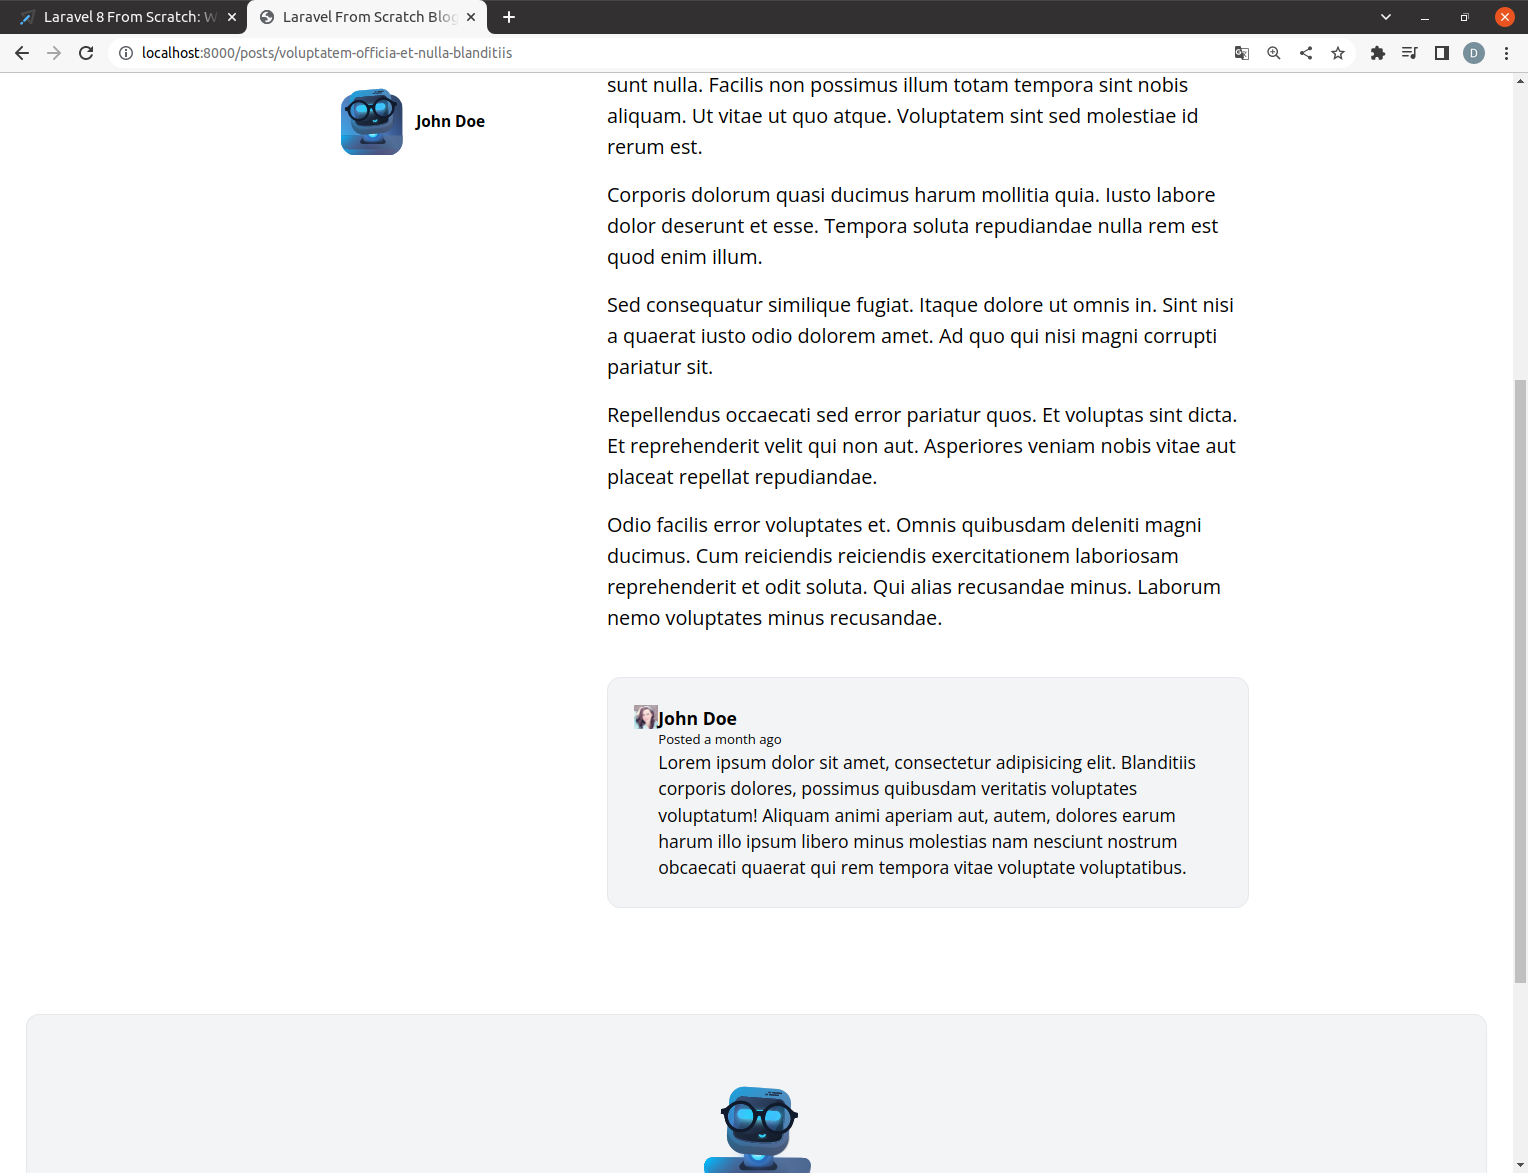 Laravel 8 From Scratch: W
Laravel From Scratch Blog
localhost:8000/posts/voluptatem-officia-et-nulla-blanditiis
D
John Doe
sunt nulla. Facilis non possimus illum totam tempora sint nobis
aliquam. Ut vitae ut quo atque. Voluptatem sint sed molestiae id
rerum est.
Corporis dolorum quasi ducimus harum mollitia quia. Iusto labore
dolor deserunt et esse. Tempora soluta repudiandae nulla rem est
quod enim illum.
Sed consequatur similique fugiat. Itaque dolore ut omnis in. Sint nisi
a quaerat iusto odio dolorem amet. Ad quo qui nisi magni corrupti
pariatur sit.
Repellendus occaecati sed error pariatur quos. Et voluptas sint dicta.
Et reprehenderit velit qui non aut. Asperiores veniam nobis vitae aut
placeat repellat repudiandae.
Odio facilis error voluptates et. Omnis quibusdam deleniti magni
ducimus. Cum reiciendis reiciendis exercitationem laboriosam
reprehenderit et odit soluta. Qui alias recusandae minus. Laborum
nemo voluptates minus recusandae.
John Doe
Posted a month ago
Lorem ipsum dolor sit amet, consectetur adipisicing elit. Blanditiis
corporis dolores, possimus quibusdam veritatis voluptates
voluptatum! Aliquam animi aperiam aut, autem, dolores earum
harum illo ipsum libero minus molestias nam nesciunt nostrum
obcaecati quaerat qui rem tempora vitae voluptate voluptatibus.